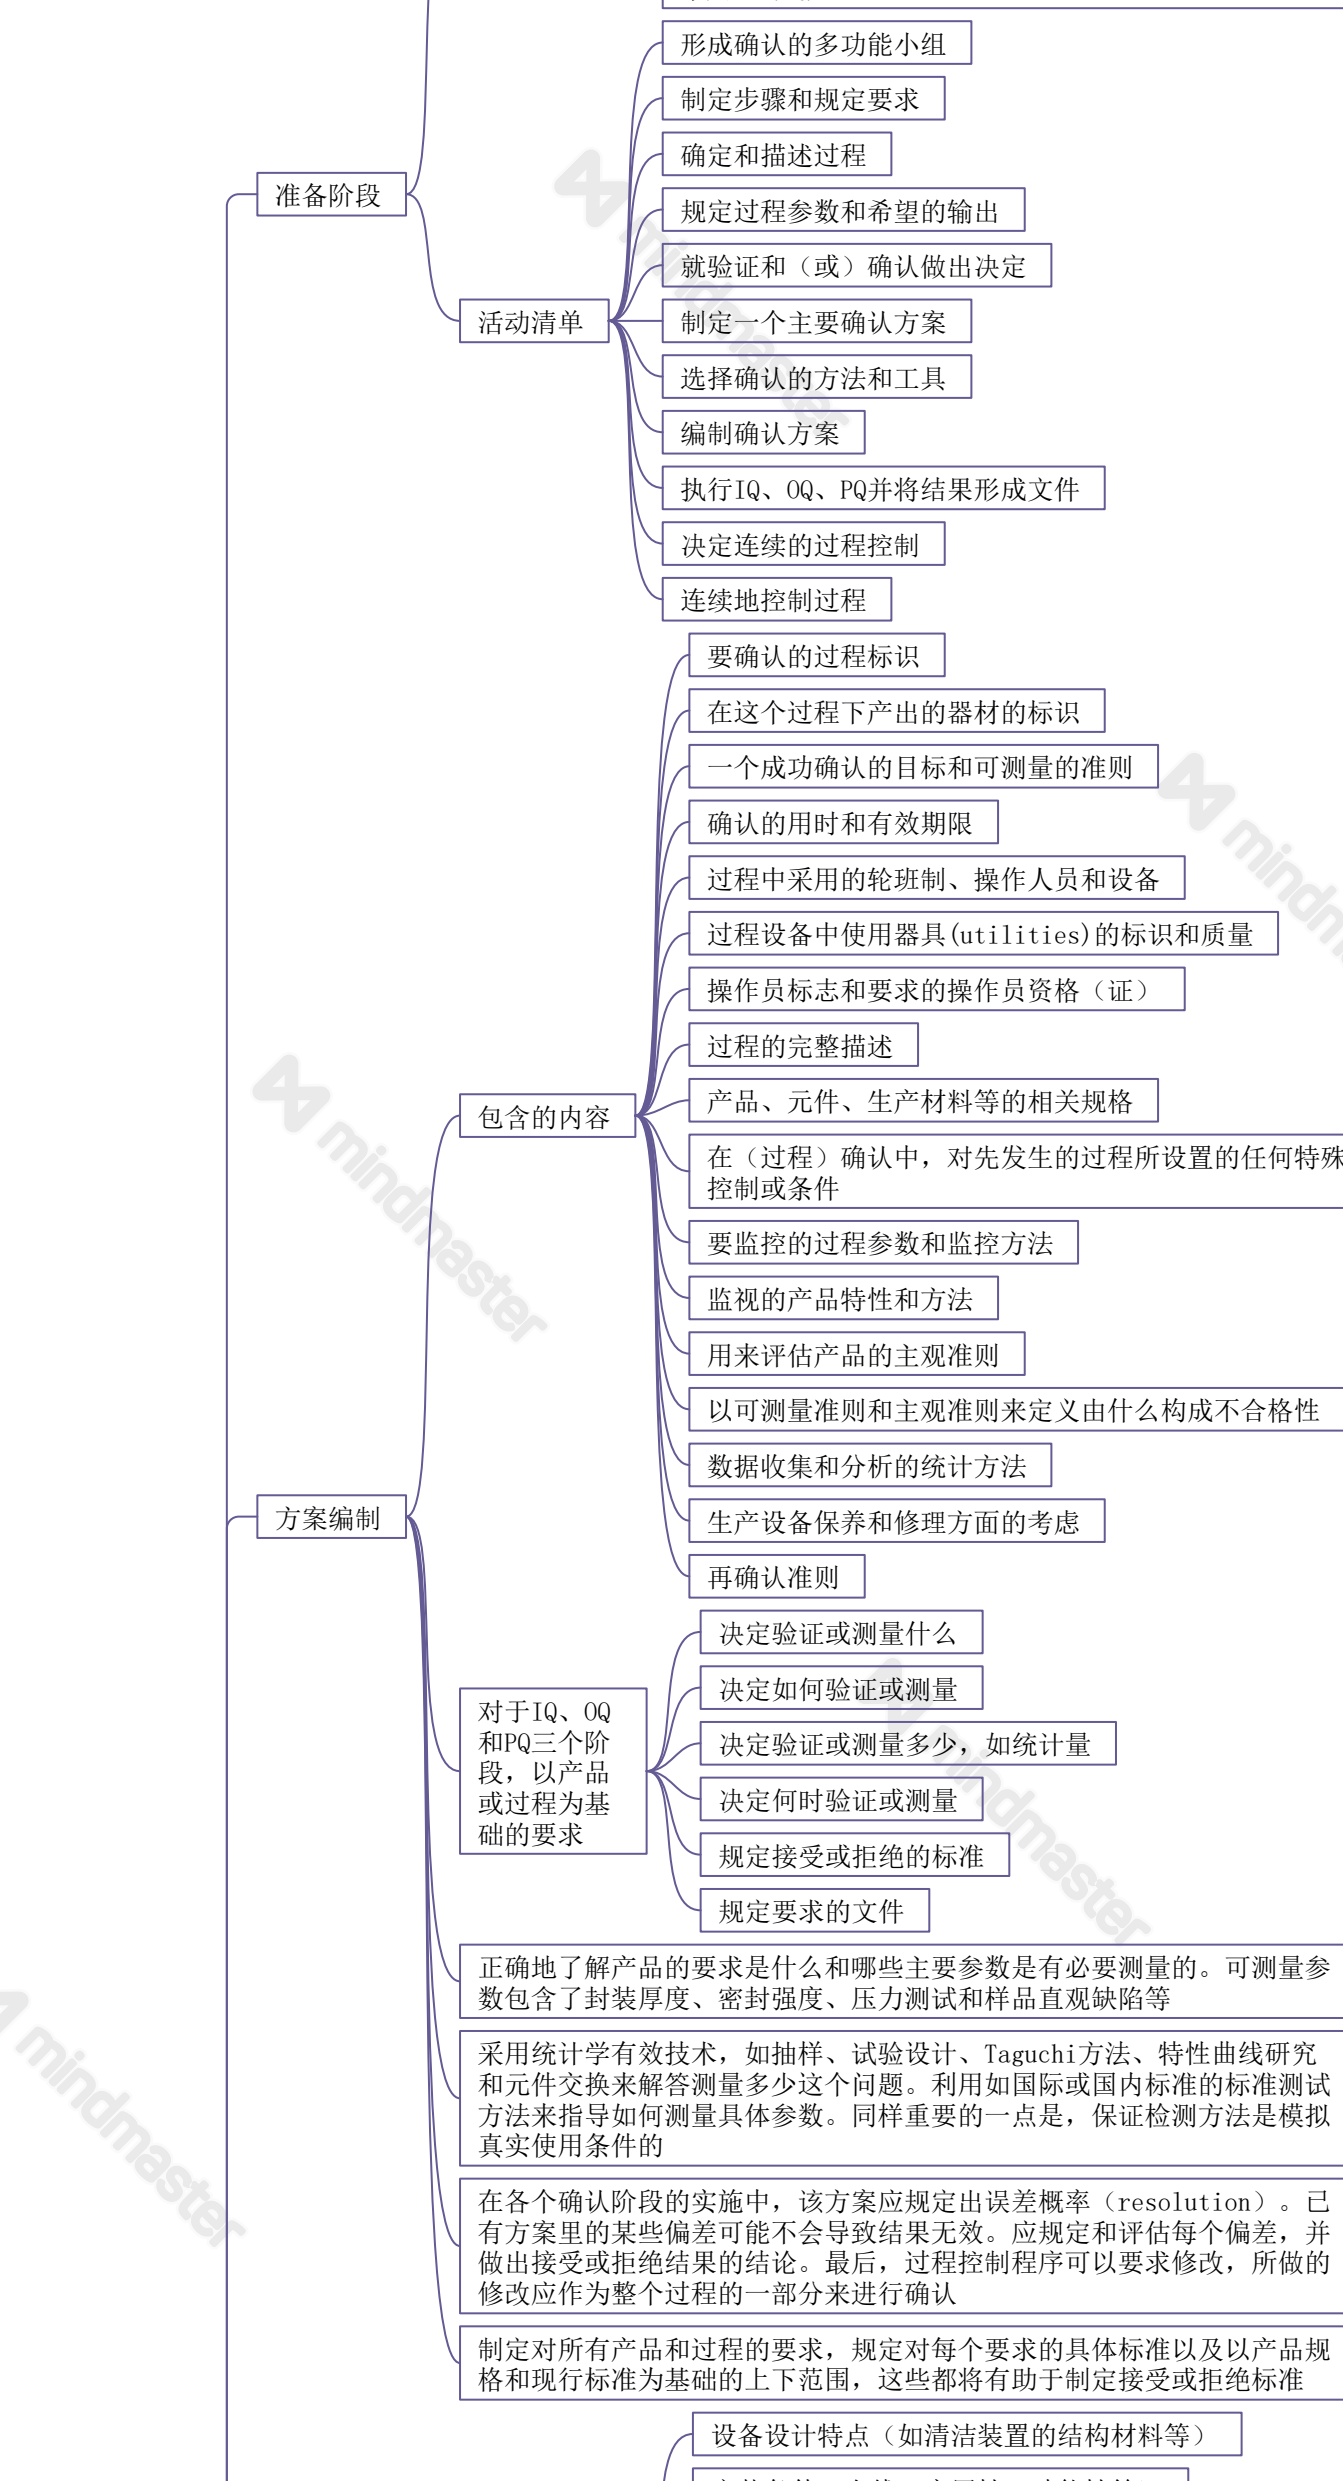 形成确认的多功能小组
制定步骤和规定要求
确定和描述过程
准备阶段
规定过程参数和希望的输出
就验证和（或）确认做出决定
活动清单
制定一个主要确认方案
选择确认的方法和工具
编制确认方案
执行IQ、OQ、PQ并将结果形成文件
决定连续的过程控制
连续地控制过程
要确认的过程标识
在这个过程下产出的器材的标识
一个成功确认的目标和可测量的准则
确认的用时和有效期限
过程中采用的轮班制、操作人员和设备
过程设备中使用器具(utilities)的标识和质量
操作员标志和要求的操作员资格（证）
过程的完整描述
包含的内容
产品、元件、生产材料等的相关规格
在（过程）确认中，对先发生的过程所设置的任何特殊
控制或条件
要监控的过程参数和监控方法
监视的产品特性和方法
用来评估产品的主观准则
以可测量准则和主观准则来定义由什么构成不合格性
数据收集和分析的统计方法
方案编制
生产设备保养和修理方面的考虑
再确认准则
对于IQ、OQ
和PQ三个阶
段，以产品
或过程为基
础的要求
决定验证或测量什么
决定如何验证或测量
决定验证或测量多少，如统计量
决定何时验证或测量
规定接受或拒绝的标准
规定要求的文件
正确地了解产品的要求是什么和哪些主要参数是有必要测量的。可测量参
数包含了封装厚度、密封强度、压力测试和样品直观缺陷等
采用统计学有效技术，如抽样、试验设计、Taguchi方法、特性曲线研究
和元件交换来解答测量多少这个问题。利用如国际或国内标准的标准测试
方法来指导如何测量具体参数。同样重要的一点是，保证检测方法是模拟
真实使用条件的
在各个确认阶段的实施中，该方案应规定出误差概率（resolution）。已
有方案里的某些偏差可能不会导致结果无效。应规定和评估每个偏差，并
做出接受或拒绝结果的结论。最后，过程控制程序可以要求修改，所做的
修改应作为整个过程的一部分来进行确认
制定对所有产品和过程的要求，规定对每个要求的具体标准以及以产品规
格和现行标准为基础的上下范围，这些都将有助于制定接受或拒绝标准
设备设计特点（如清洁装置的结构材料等）
mindmaster
mindm
mindmaster
mindmaster
mindmaster